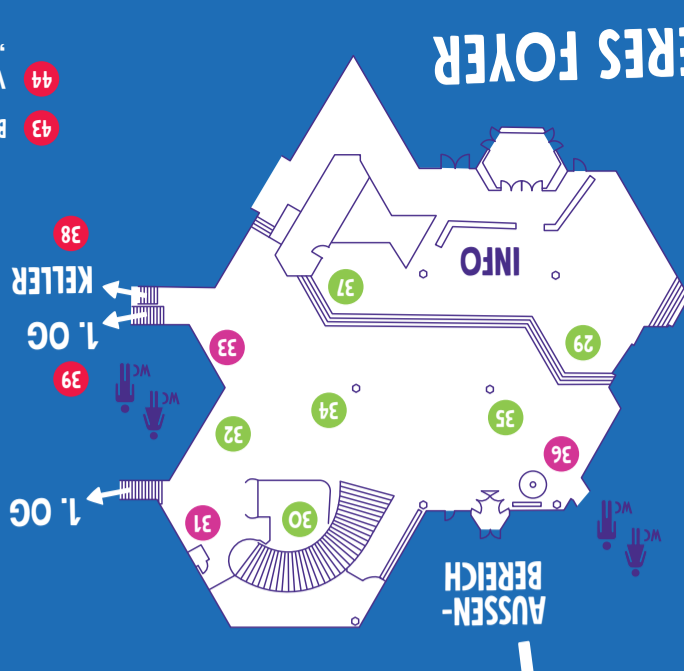 AUSSEN-
BEREICH
WC
WC
31
30
1. OG
36
32
35
34
WC
WC
39
33
29
1. OG
37
KELLER
INFO
38
43
44
ERES FOYER